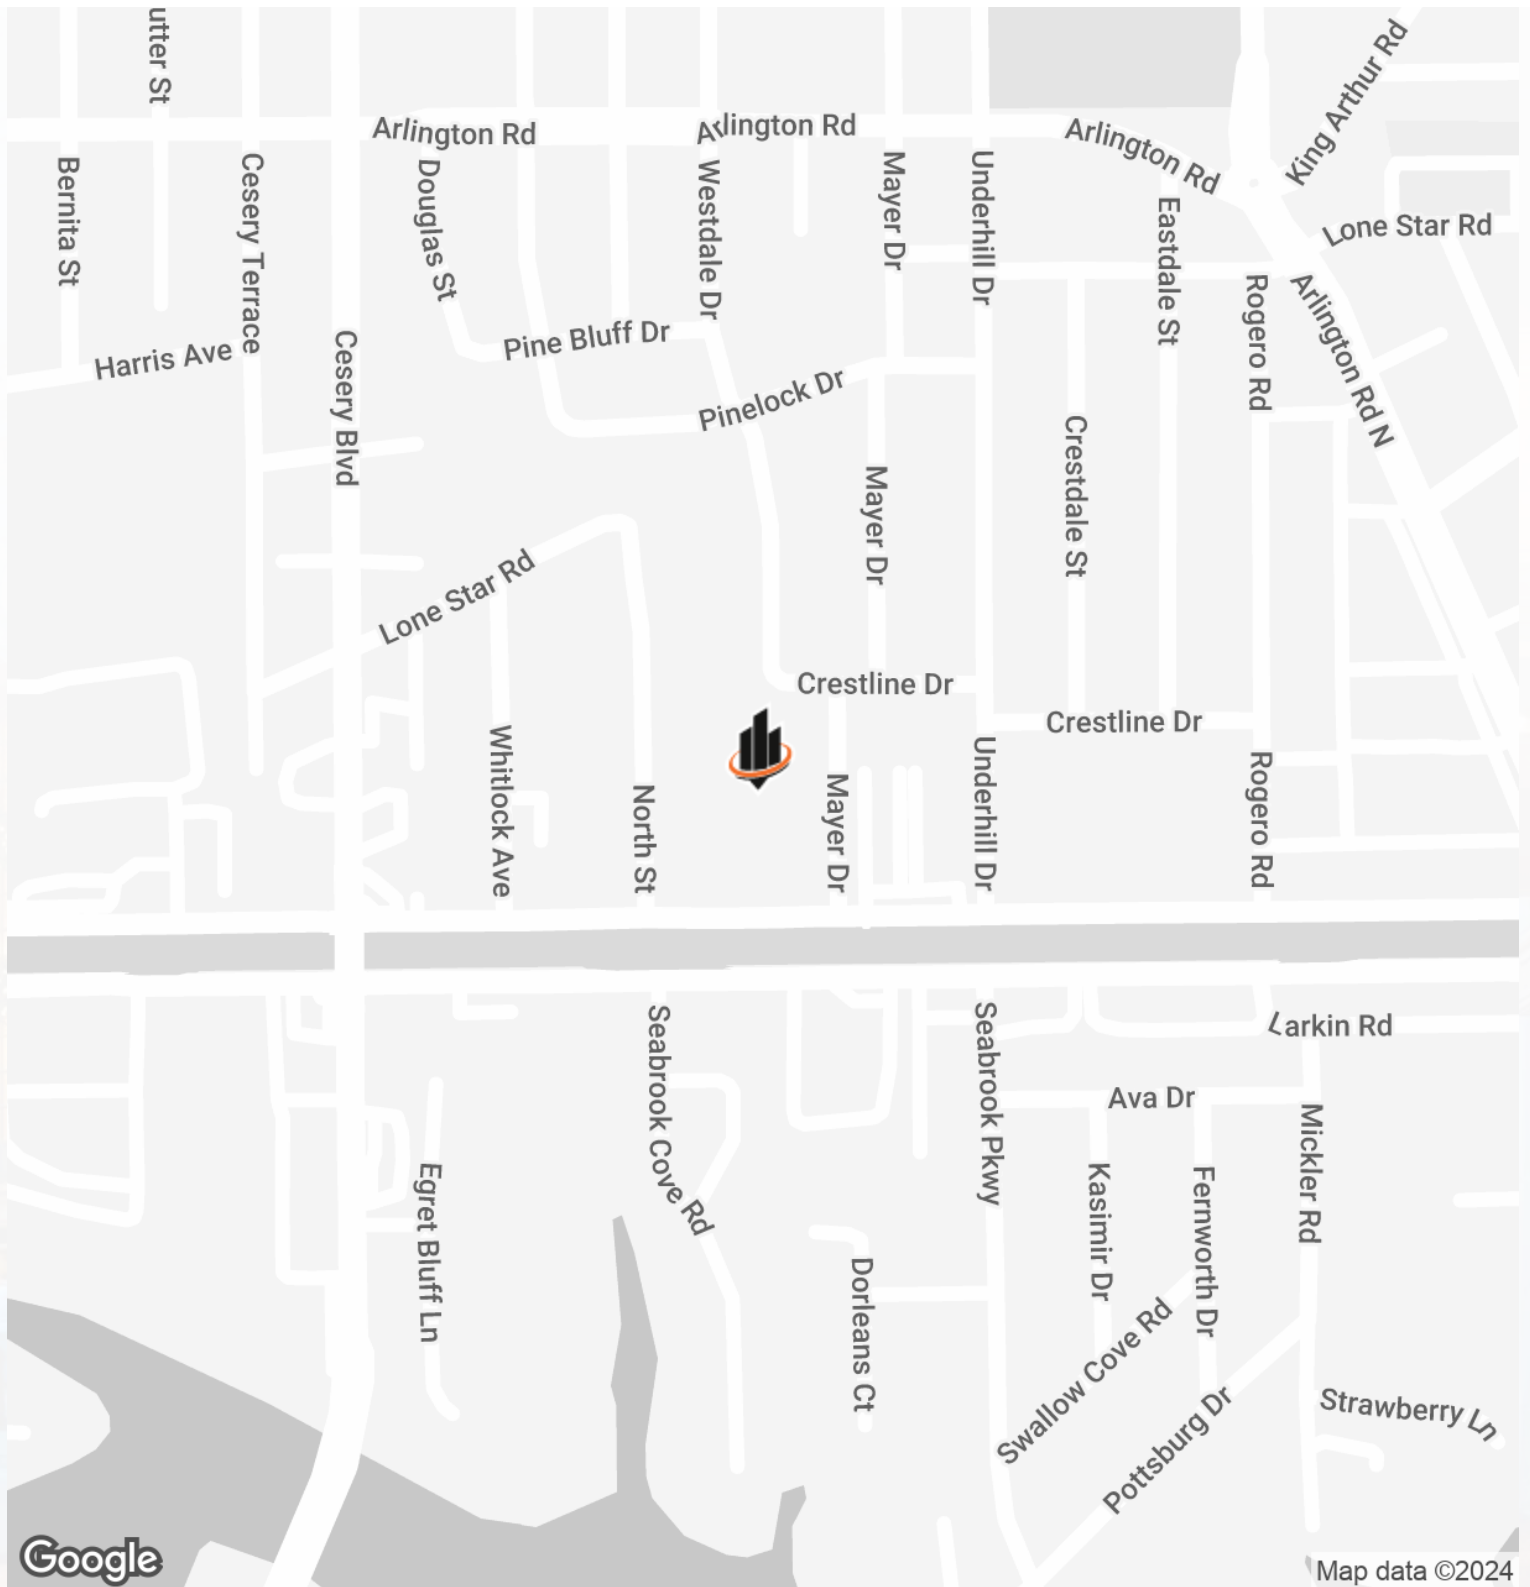 utter St
King Arthur Rd
Arlington Rd
Arlington Rd
Arlington Rd
Bernita St
Cesery Terrace
Douglas St
Westdale Dr
Mayer Dr
Underhill Dr
Eastdale St
Lone Star Rd
Rogero Rd
Arlington Rd N
Harris Ave
Cesery Blvd
Pine Bluff Dr
Pinelock Dr
Crestdale St
Mayer Dr
Lone Star Rd
Crestline Dr
Crestline Dr
Whitlock Ave
North St
Mayer Dr
Underhill Dr
Rogero Rd
Seabrook Cove Rd
Seabrook Pkwy
Larkin Rd
Ava Dr
Mickler Rd
Egret Bluff Ln
Kasimir Dr
Fernworth Dr
Dorleans Ct
Swallow Cove Rd
Pottsburg Dr
Strawberry Ln
Google
Map data ©2024